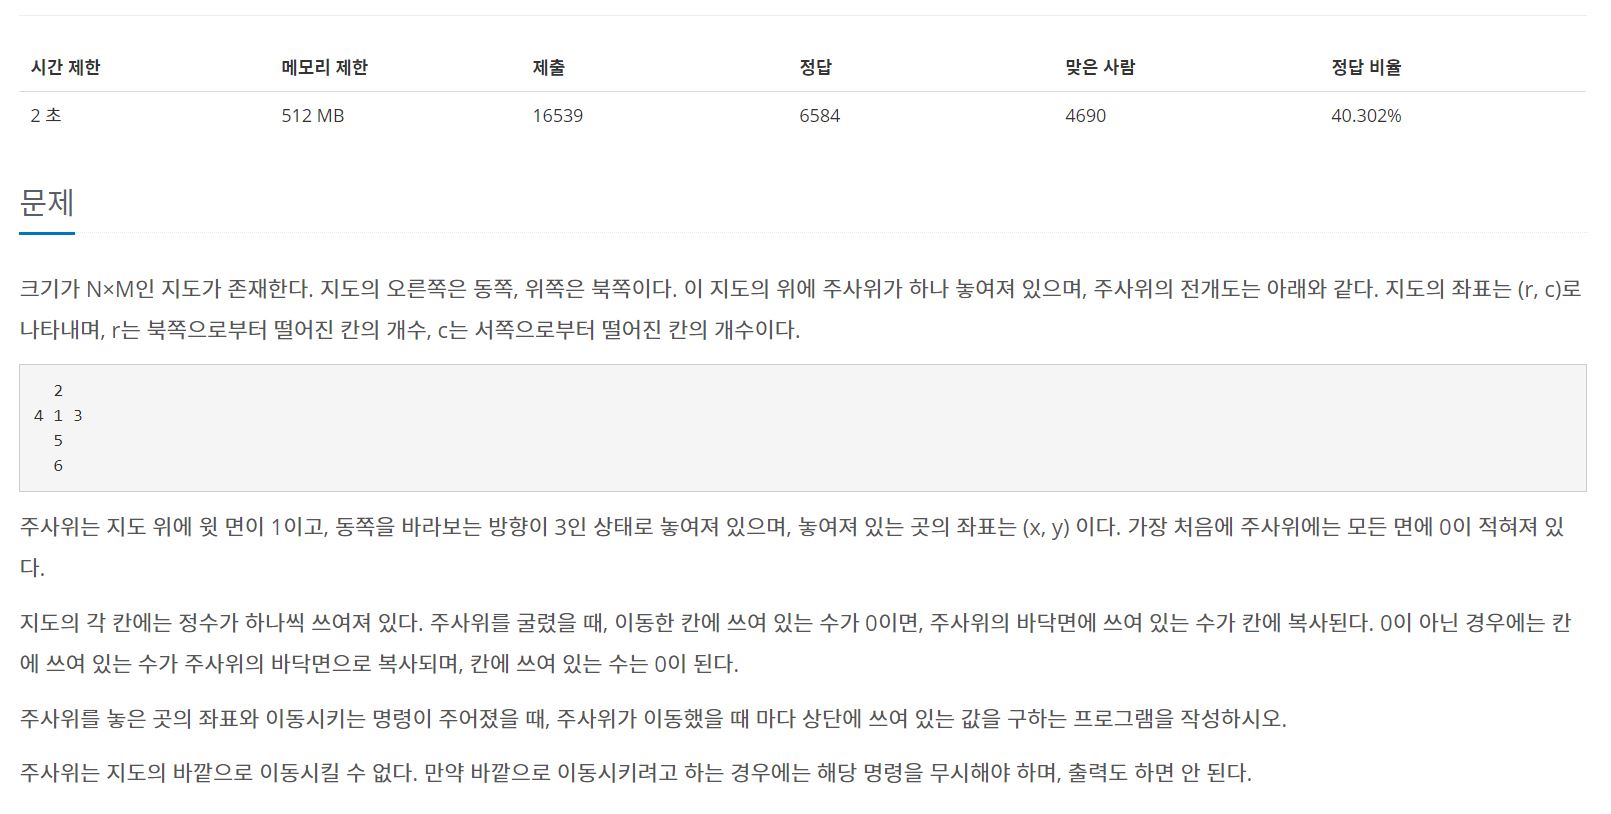 시간 제한 메모리 제한 제출 정답 맞은 사람 정답 비율
2 초 512 MB 16539 6584 4690 40.302%
문제
크기가 N×M인 지도가 존재한다. 지도의 오른쪽은 동쪽, 위쪽은 북쪽이다. 이 지도의 위에 주사위가 하나 놓여져 있으며, 주사위의 전개도는 아래와 같다. 지도의 좌표는 (r, c)로
나타내며, r는 북쪽으로부터 떨어진 칸의 개수, c는 서쪽으로부터 떨어진 칸의 개수이다.
2
4 1 3
5
6
주사위는 지도 위에 윗 면이 1이고, 동쪽을 바라보는 방향이 3인 상태로 놓여져 있으며, 놓여져 있는 곳의 좌표는 (x, y) 이다. 가장 처음에 주사위에는 모든 면에 0이 적혀져 있
다.
지도의 각 칸에는 정수가 하나씩 쓰여져 있다. 주사위를 굴렸을 때, 이동한 칸에 쓰여 있는 수가 0이면, 주사위의 바닥면에 쓰여 있는 수가 칸에 복사된다. 0이 아닌 경우에는 칸
에 쓰여 있는 수가 주사위의 바닥면으로 복사되며, 칸에 쓰여 있는 수는 0이 된다.
주사위를 놓은 곳의 좌표와 이동시키는 명령이 주어졌을 때, 주사위가 이동했을 때 마다 상단에 쓰여 있는 값을 구하는 프로그램을 작성하시오.
주사위는 지도의 바깥으로 이동시킬 수 없다. 만약 바깥으로 이동시키려고 하는 경우에는 해당 명령을 무시해야 하며, 출력도 하면 안 된다.